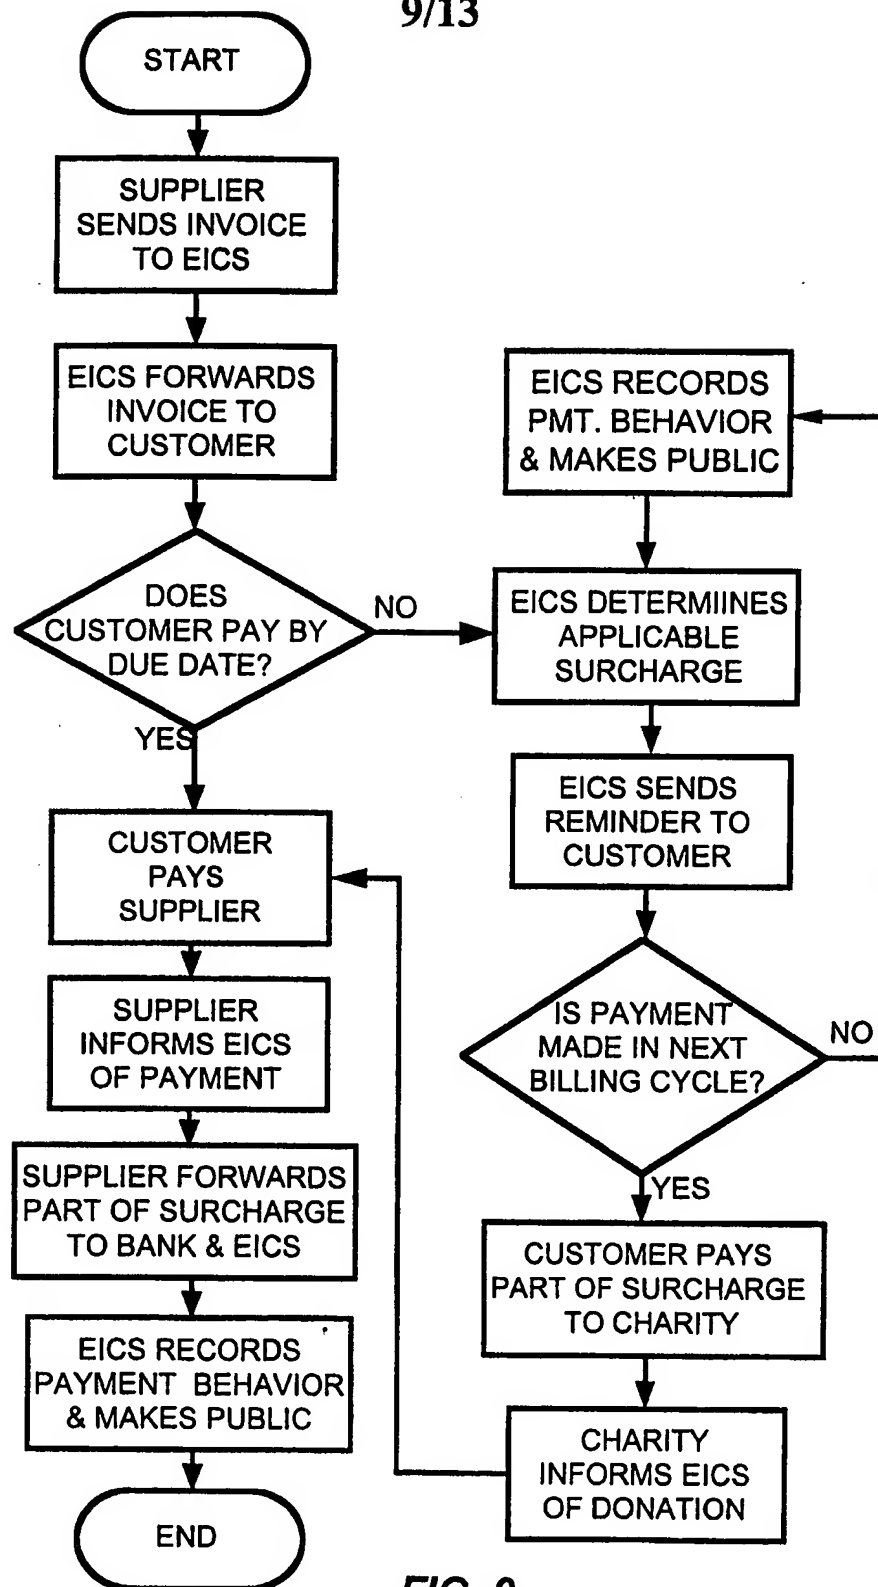 9/13
START
SUPPLIER
SENDS INVOICE
TO EICS
EICS FORWARDS
INVOICE TO
CUSTOMER
DOES
CUSTOMER PAY BY
DUE DATE?
NO
YES
CUSTOMER
PAYS
SUPPLIER
SUPPLIER
INFORMS EICS
OF PAYMENT
SUPPLIER FORWARDS
PART OF SURCHARGE
TO BANK & EICS
EICS RECORDS
PAYMENT BEHAVIOR
& MAKES PUBLIC
END
EICS RECORDS
PMT. BEHAVIOR
& MAKES PUBLIC
EICS DETERMIINES
APPLICABLE
SURCHARGE
EICS SENDS
REMINDER TO
CUSTOMER
IS PAYMENT
MADE IN NEXT
BILLING CYCLE?
NO
YES
CUSTOMER PAYS
PART OF SURCHARGE
TO CHARITY
CHARITY
INFORMS EICS
OF DONATION